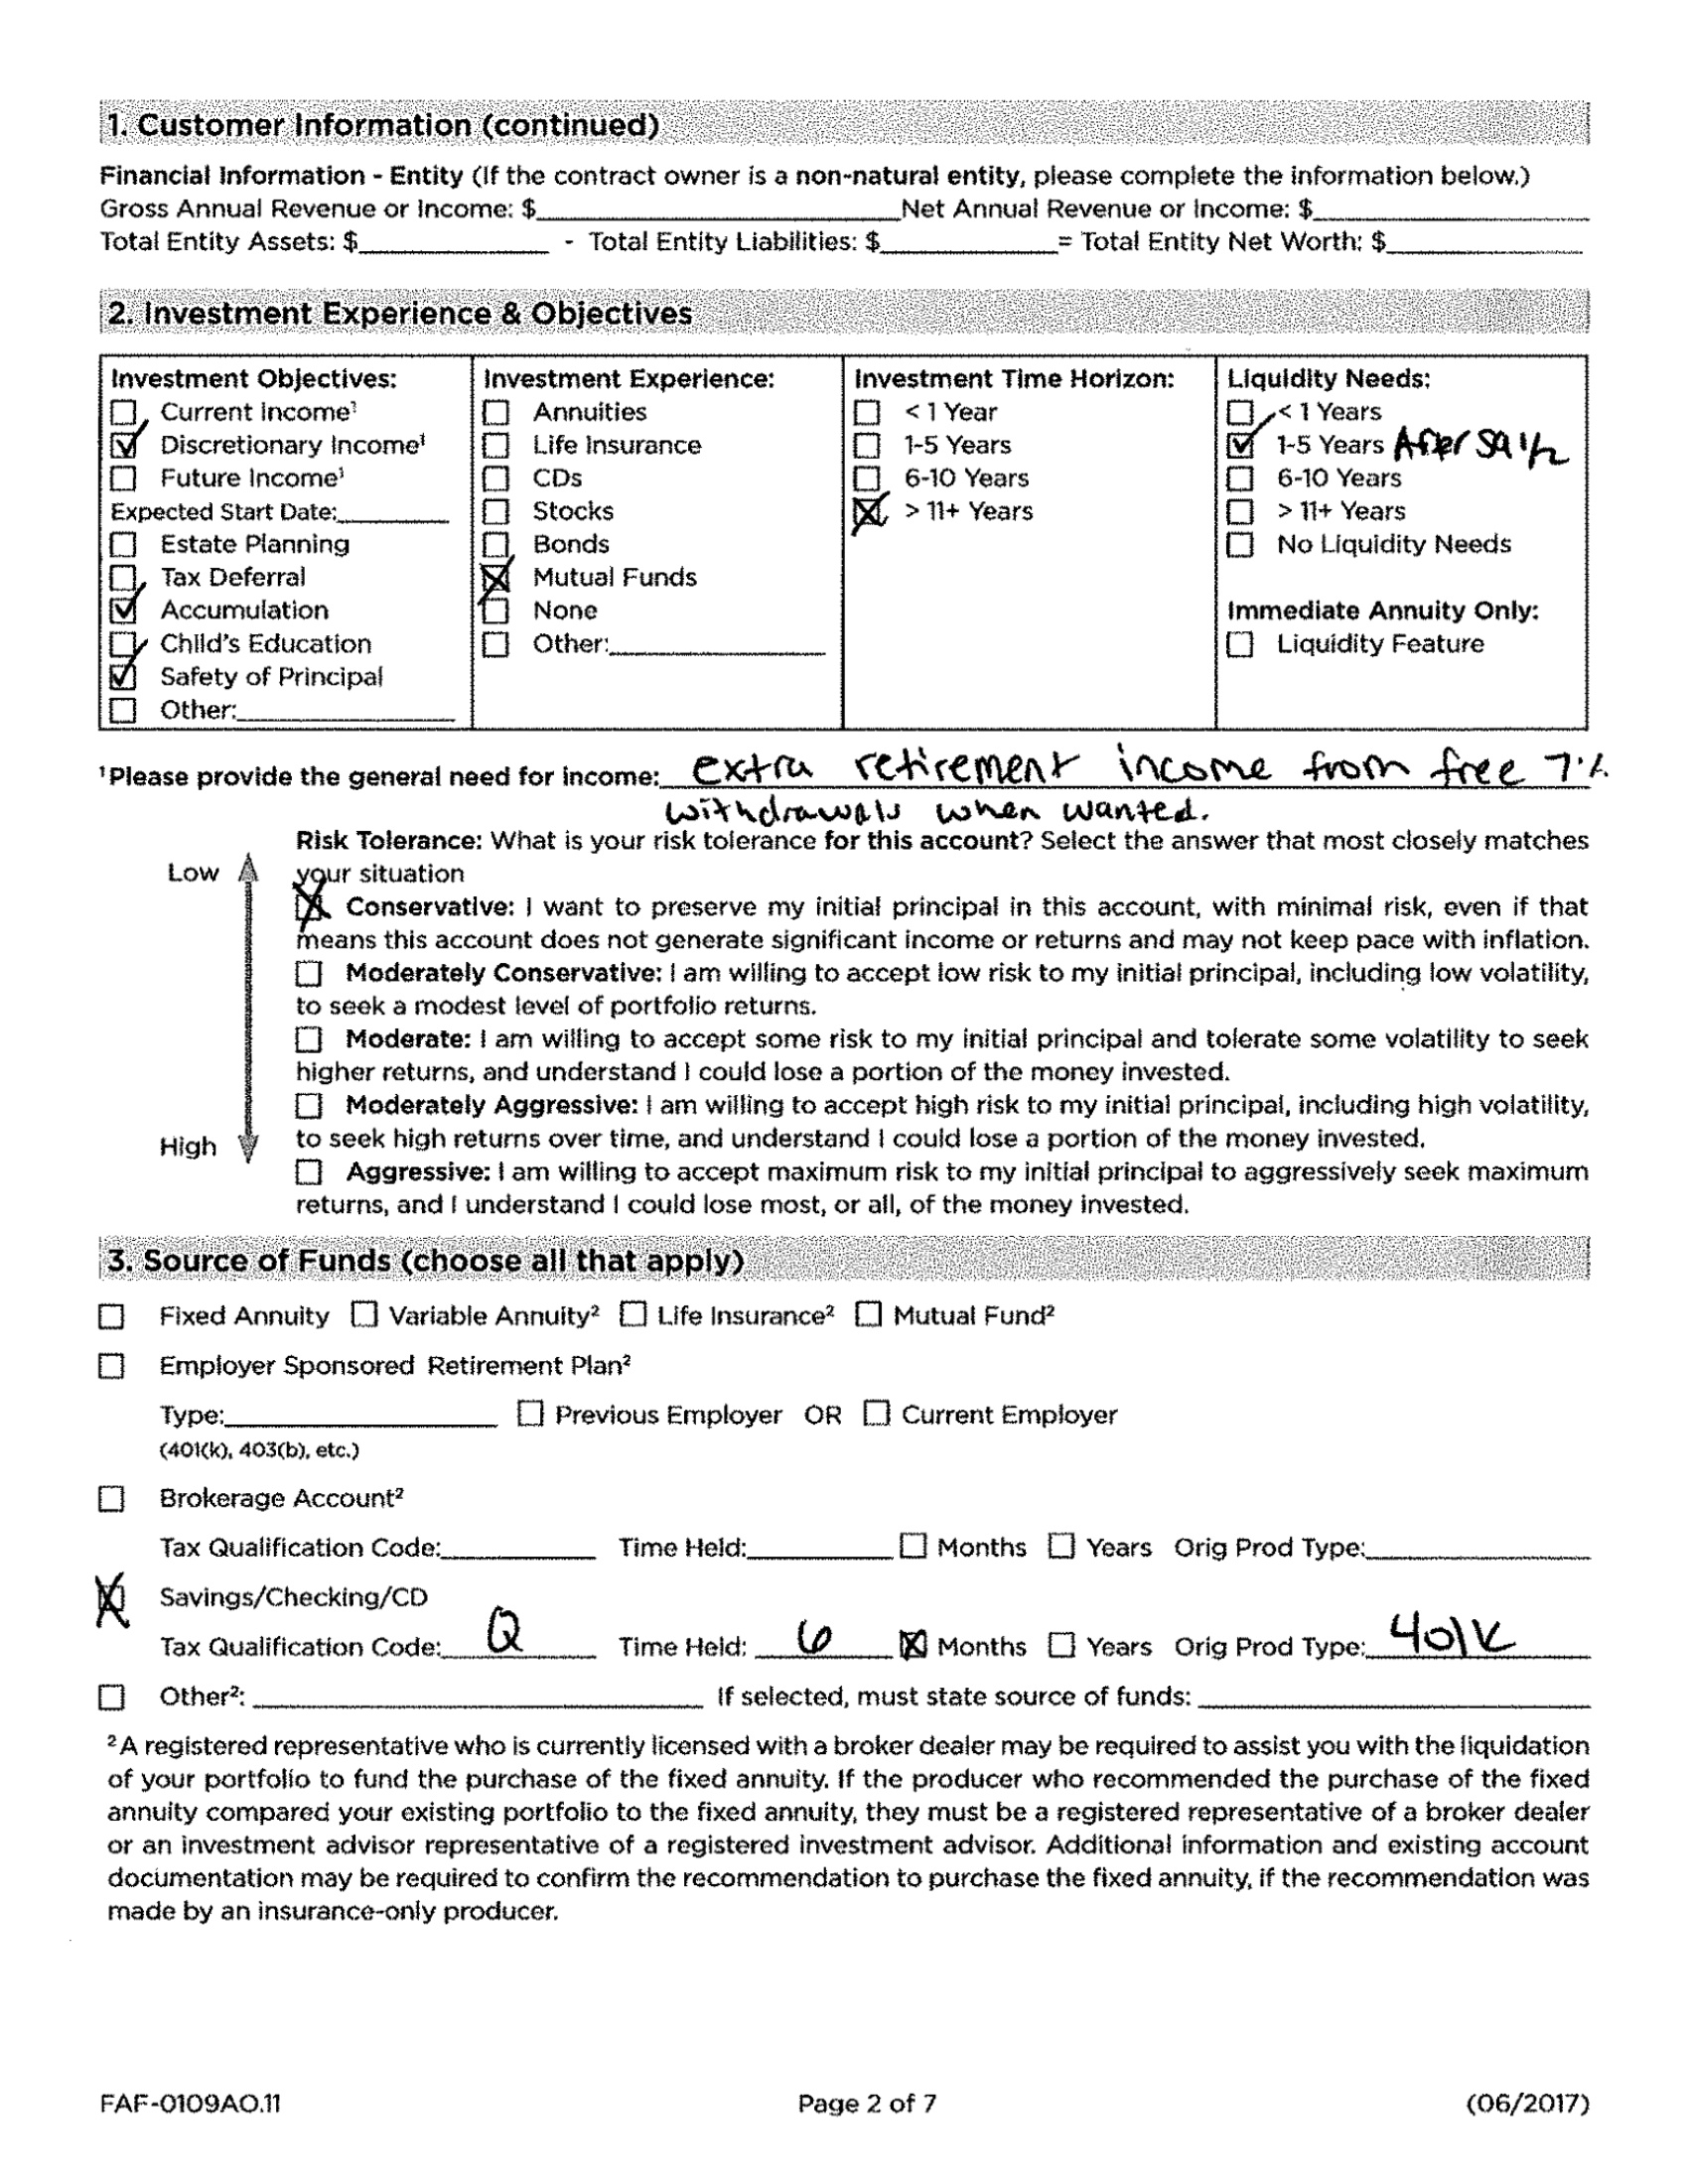 1. Customer Information (continued)
Financial Information - Entity (If the contract owner is a non-natural entity, please complete the information below.)
Gross Annual Revenue or Income: $ Net Annual Revenue or Income: $
Total Entity Assets: $ - Total Entity Liabilities: $ = Total Entity Net Worth: $
2. Investment Experience & Objectives
Investment Objectives:
Current Income¹
Discretionary Income¹
Future Income¹
Expected Start Date:
Estate Planning
Tax Deferral
Accumulation
Child's Education
Safety of Principal
Other:
Investment Experience:
Annuities
Life Insurance
CDs
Stocks
Bonds
Mutual Funds
None
Other:
Investment Time Horizon:
< 1 Year
1-5 Years
6-10 Years
> 11+ Years
Liquidity Needs:
< 1 Years
1-5 Years After 59 1/2
6-10 Years
> 11+ Years
No Liquidity Needs
Immediate Annuity Only:
Liquidity Feature
¹Please provide the general need for income: extra retirement income from free 7%
withdrawals when wanted.
Risk Tolerance: What is your risk tolerance for this account? Select the answer that most closely matches
Low your situation
Conservative: I want to preserve my initial principal in this account, with minimal risk, even if that
means this account does not generate significant income or returns and may not keep pace with inflation.
Moderately Conservative: I am willing to accept low risk to my initial principal, including low volatility,
to seek a modest level of portfolio returns.
Moderate: I am willing to accept some risk to my initial principal and tolerate some volatility to seek
higher returns, and understand I could lose a portion of the money invested.
Moderately Aggressive: I am willing to accept high risk to my initial principal, including high volatility,
High to seek high returns over time, and understand I could lose a portion of the money invested.
Aggressive: I am willing to accept maximum risk to my initial principal to aggressively seek maximum
returns, and I understand I could lose most, or all, of the money invested.
3. Source of Funds (choose all that apply)
Fixed Annuity Variable Annuity² Life Insurance² Mutual Fund²
Employer Sponsored Retirement Plan²
Type: Previous Employer OR Current Employer
(401(k), 403(b), etc.)
Brokerage Account²
Tax Qualification Code: Time Held: Months Years Orig Prod Type:
Savings/Checking/CD
Tax Qualification Code: Q Time Held: 6 Months Years Orig Prod Type: 401K
Other²: If selected, must state source of funds:
²A registered representative who is currently licensed with a broker dealer may be required to assist you with the liquidation
of your portfolio to fund the purchase of the fixed annuity. If the producer who recommended the purchase of the fixed
annuity compared your existing portfolio to the fixed annuity, they must be a registered representative of a broker dealer
or an investment advisor representative of a registered investment advisor. Additional information and existing account
documentation may be required to confirm the recommendation to purchase the fixed annuity, if the recommendation was
made by an insurance-only producer.
FAF-0109AO.11 Page 2 of 7 (06/2017)